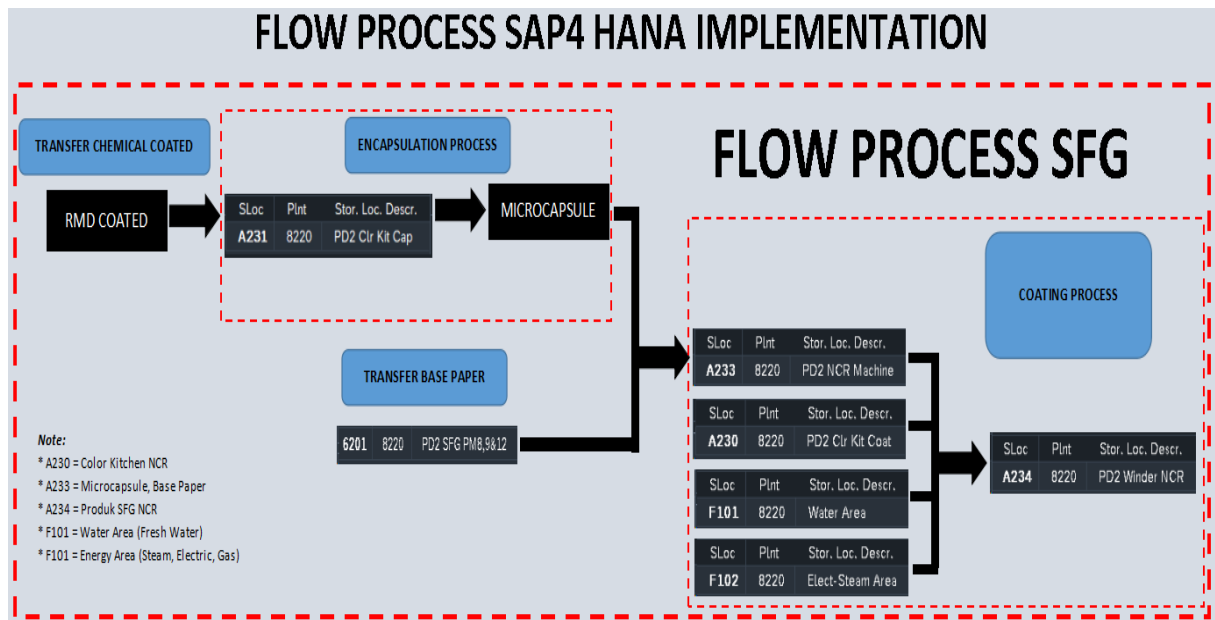 FLOW PROCESS SAP4 HANA IMPLEMENTATION
TRANSFER CHEMICAL COATED
ENCAPSULATION PROCESS
FLOW PROCESS SFG
RMD COATED
SLoc Plnt Stor. Loc. Descr.
A231 8220 PD2 Clr Kit Cap
MICROCAPSULE
COATING PROCESS
TRANSFER BASE PAPER
6201 8220 PD2 SFG PM8,9&12
SLoc Plnt Stor. Loc. Descr.
A233 8220 PD2 NCR Machine
SLoc Plnt Stor. Loc. Descr.
A230 8220 PD2 Clr Kit Coat
SLoc Plnt Stor. Loc. Descr.
F101 8220 Water Area
SLoc Plnt Stor. Loc. Descr.
F102 8220 Elect-Steam Area
SLoc Plnt Stor. Loc. Descr.
A234 8220 PD2 Winder NCR
Note:
* A230 = Color Kitchen NCR
* A233 = Microcapsule, Base Paper
* A234 = Produk SFG NCR
* F101 = Water Area (Fresh Water)
* F101 = Energy Area (Steam, Electric, Gas)